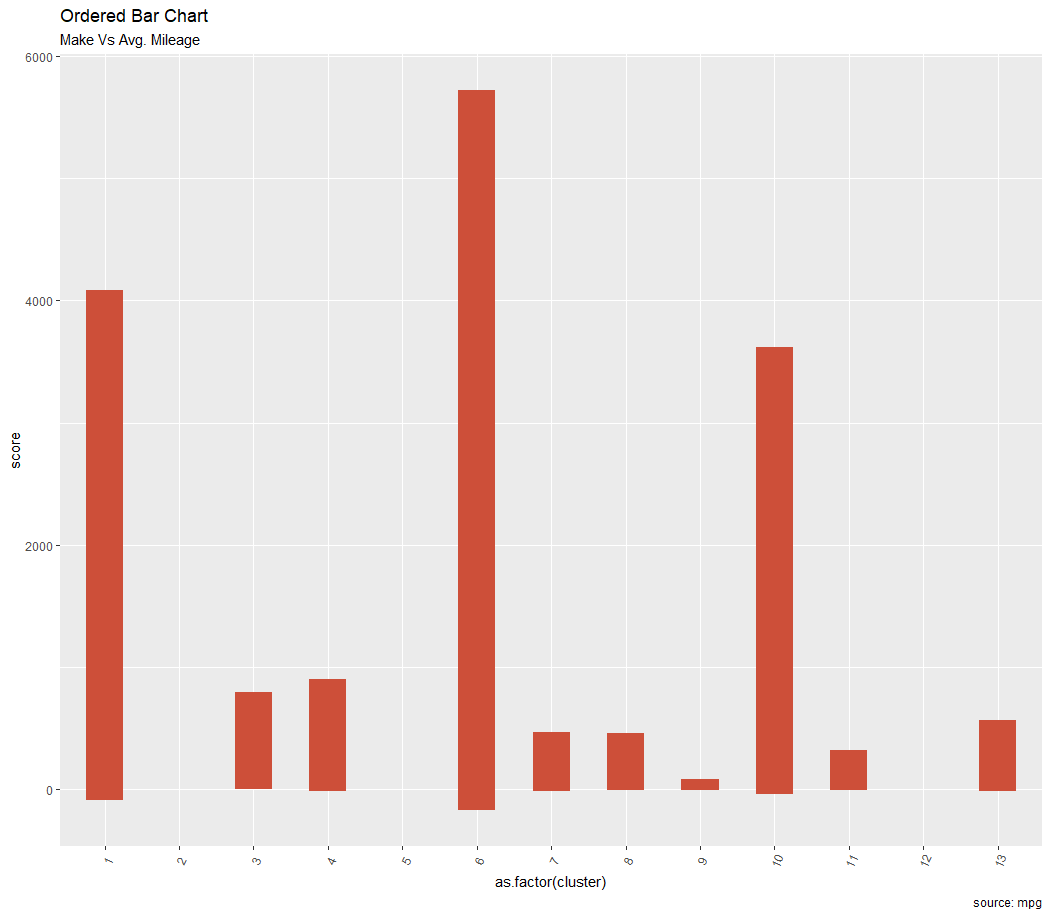 Ordered Bar Chart
Make Vs Avg. Mileage
6000
4000
2000
0
score
1 2 3 4 5 6 7 8 9 10 11 12 13
as.factor(cluster)
source: mpg